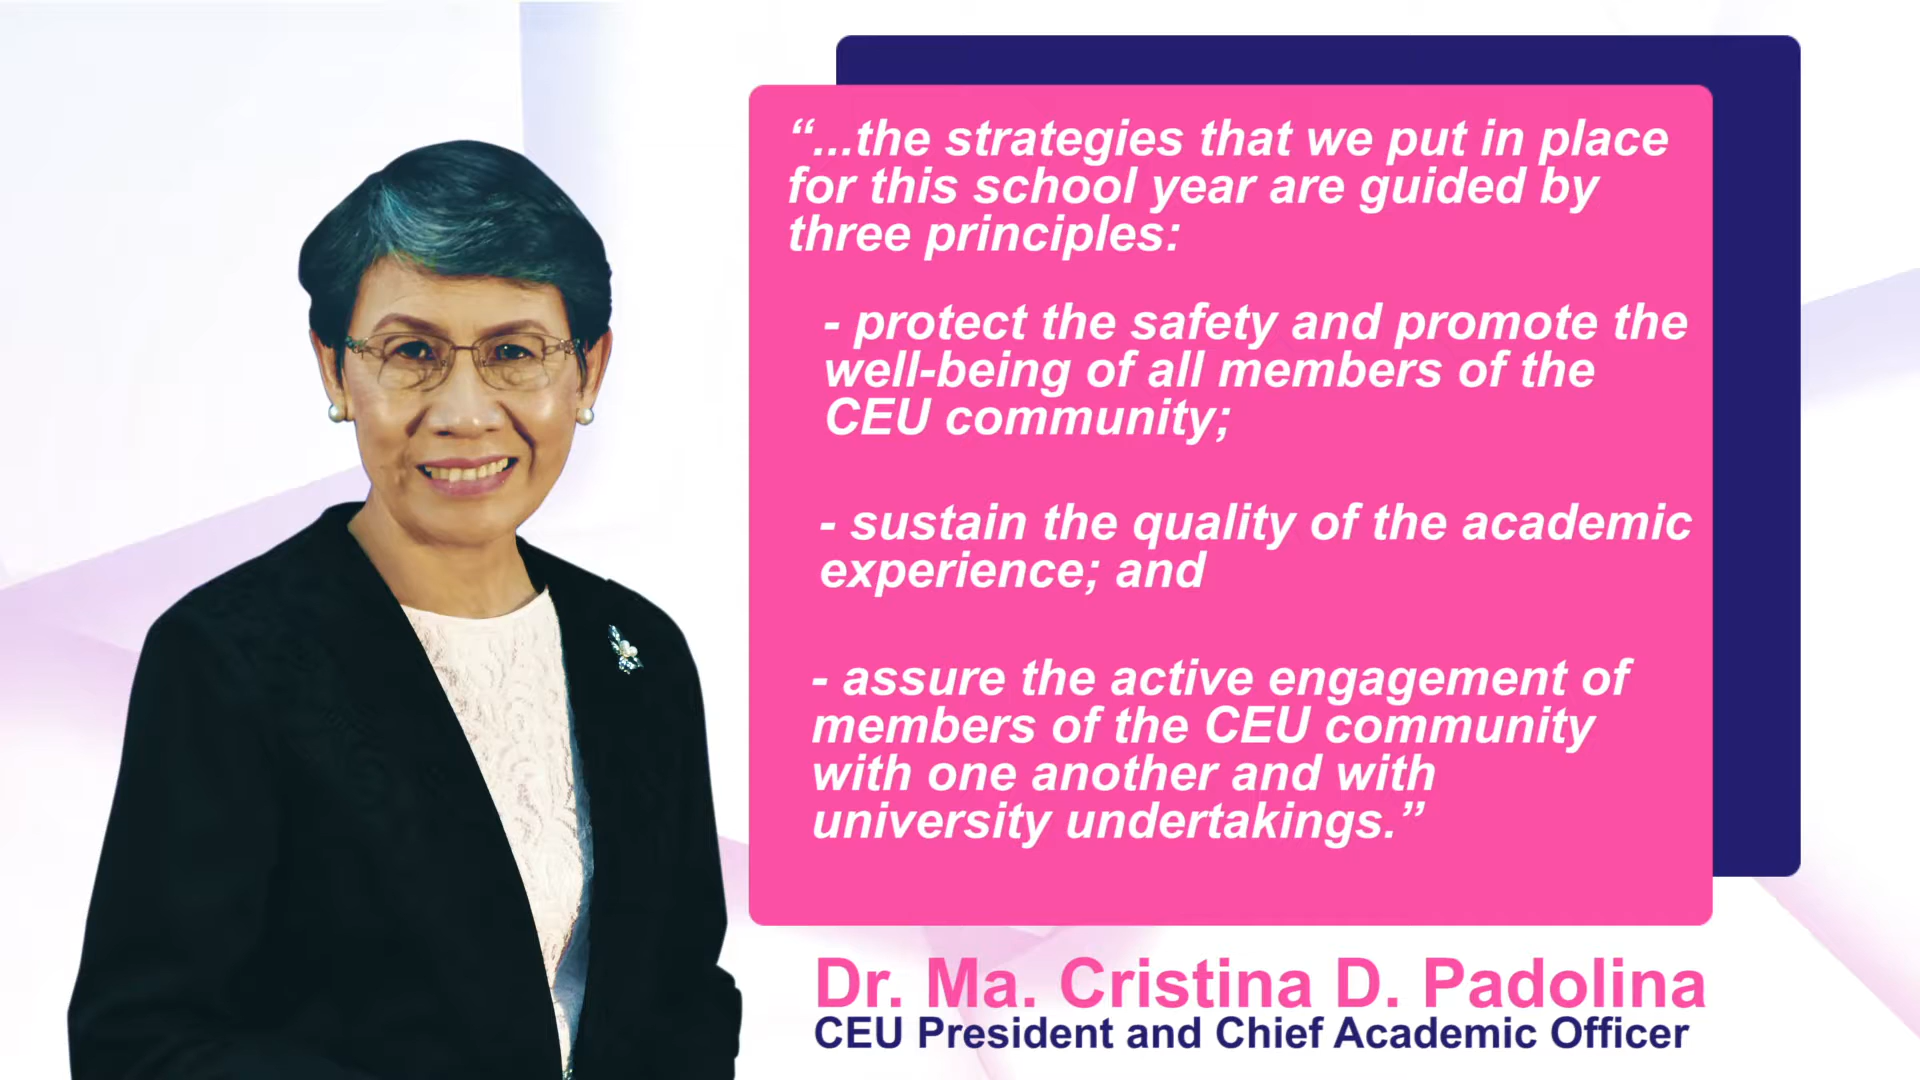 “...the strategies that we put in place
for this school year are guided by
three principles:
- protect the safety and promote the
well-being of all members of the
CEU community;
- sustain the quality of the academic
experience; and
- assure the active engagement of
members of the CEU community
with one another and with
university undertakings.”
Dr. Ma. Cristina D. Padolina
CEU President and Chief Academic Officer